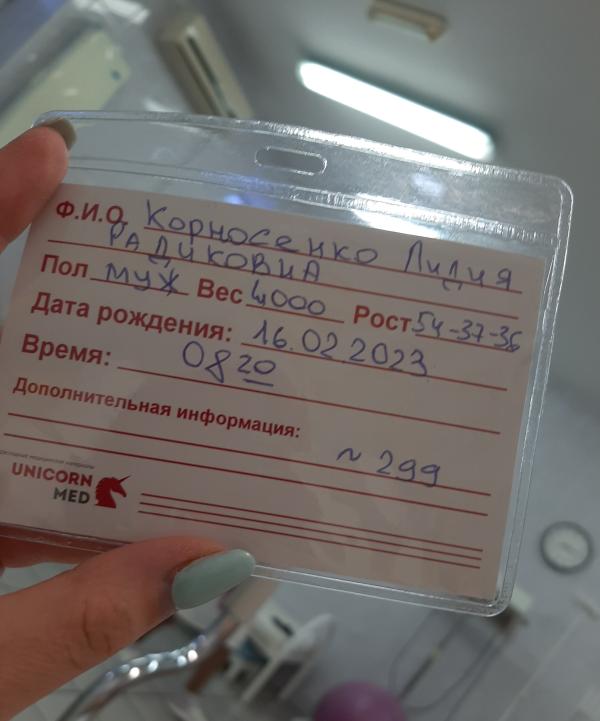 Ф.И.О. Корносенко Лидия
Радиковна
Пол муж Вес 4000 Рост 54-37-36
Дата рождения: 16.02.2023
Время: 08 20
Дополнительная информация:
~ 299
UNICORN
MED